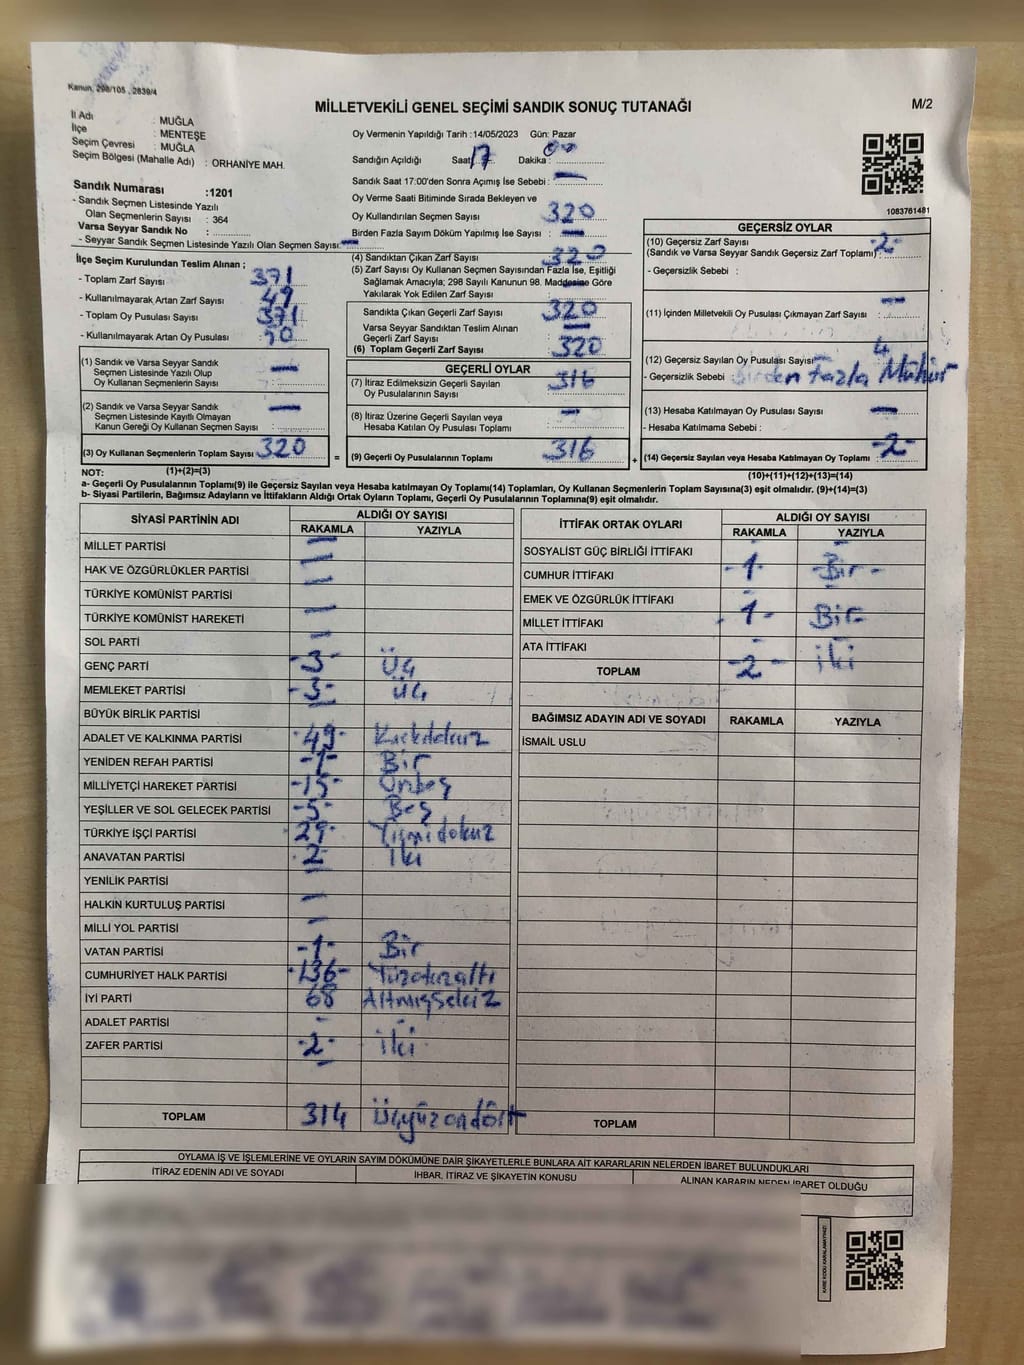 Kanun, 298/105 , 2839/4
MİLLETVEKİLİ GENEL SEÇİMİ SANDIK SONUÇ TUTANAĞI
M/2
İl Adı : MUĞLA
İlçe : MENTEŞE
Seçim Çevresi : MUĞLA
Seçim Bölgesi (Mahalle Adı) : ORHANİYE MAH.
Oy Vermenin Yapıldığı Tarih :14/05/2023 Gün: Pazar
Sandığın Açıldığı Saat 17 Dakika : 00
Sandık Saat 17:00'den Sonra Açımış İse Sebebi : —
Sandık Numarası :1201
- Sandık Seçmen Listesinde Yazılı
Olan Seçmenlerin Sayısı : 364
Varsa Seyyar Sandık No :
- Seyyar Sandık Seçmen Listesinde Yazılı Olan Seçmen Sayısı: —
Oy Verme Saati Bitiminde Sırada Bekleyen ve
Oy Kullandırılan Seçmen Sayısı 320
Birden Fazla Sayım Döküm Yapılmış İse Sayısı : —
1083761481
İlçe Seçim Kurulundan Teslim Alınan ;
- Toplam Zarf Sayısı 371
- Kullanılmayarak Artan Zarf Sayısı
- Toplam Oy Pusulası Sayısı 371
- Kullanılmayarak Artan Oy Pusulası
(4) Sandıktan Çıkan Zarf Sayısı 320
(5) Zarf Sayısı Oy Kullanan Seçmen Sayısından Fazla İse, Eşitliği
Sağlamak Amacıyla; 298 Sayılı Kanunun 98. Maddesine Göre
Yakılarak Yok Edilen Zarf Sayısı :
Sandıkta Çıkan Geçerli Zarf Sayısı 320
Varsa Seyyar Sandıktan Teslim Alınan
Geçerli Zarf Sayısı —
(6) Toplam Geçerli Zarf Sayısı 320
GEÇERSİZ OYLAR
(10) Geçersiz Zarf Sayısı -2-
(Sandık ve Varsa Seyyar Sandık Geçersiz Zarf Toplamı)
- Geçersizlik Sebebi :
(11) İçinden Milletvekili Oy Pusulası Çıkmayan Zarf Sayısı : —
(12) Geçersiz Sayılan Oy Pusulası Sayısı 4
- Geçersizlik Sebebi Birden fazla Mühür
(13) Hesaba Katılmayan Oy Pusulası Sayısı —
- Hesaba Katılmama Sebebi :
(14) Geçersiz Sayılan veya Hesaba Katılmayan Oy Toplamı -2-
(1) Sandık ve Varsa Seyyar Sandık
Seçmen Listesinde Yazılı Olup
Oy Kullanan Seçmenlerin Sayısı : —
(2) Sandık ve Varsa Seyyar Sandık
Seçmen Listesinde Kayıtlı Olmayan
Kanun Gereği Oy Kullanan Seçmen Sayısı : —
(3) Oy Kullanan Seçmenlerin Toplam Sayısı 320
GEÇERLİ OYLAR
(7) İtiraz Edilmeksizin Geçerli Sayılan 316
Oy Pusulalarının Sayısı
(8) İtiraz Üzerine Geçerli Sayılan veya —
Hesaba Katılan Oy Pusulası Toplamı
= (9) Geçerli Oy Pusulalarının Toplamı 316 +
NOT: (1)+(2)=(3)
(10)+(11)+(12)+(13)=(14)
a- Geçerli Oy Pusulalarının Toplamı(9) ile Geçersiz Sayılan veya Hesaba katılmayan Oy Toplamı(14) Toplamları, Oy Kullanan Seçmenlerin Toplam Sayısına(3) eşit olmalıdır. (9)+(14)=(3)
b- Siyasi Partilerin, Bağımsız Adayların ve İttifakların Aldığı Ortak Oyların Toplamı, Geçerli Oy Pusulalarının Toplamına(9) eşit olmalıdır.
SİYASİ PARTİNİN ADI ALDIĞI OY SAYISI
RAKAMLA YAZIYLA
MİLLET PARTİSİ —
HAK VE ÖZGÜRLÜKLER PARTİSİ —
TÜRKİYE KOMÜNİST PARTİSİ —
TÜRKİYE KOMÜNİST HAREKETİ —
SOL PARTİ —
GENÇ PARTİ -3- Üç
MEMLEKET PARTİSİ -3- Üç
BÜYÜK BİRLİK PARTİSİ —
ADALET VE KALKINMA PARTİSİ -49-
YENİDEN REFAH PARTİSİ -1- Bir
MİLLİYETÇİ HAREKET PARTİSİ -15- Onbeş
YEŞİLLER VE SOL GELECEK PARTİSİ -5- Beş
TÜRKİYE İŞÇİ PARTİSİ -29- Yirmidokuz
ANAVATAN PARTİSİ -2- İki
YENİLİK PARTİSİ —
HALKIN KURTULUŞ PARTİSİ —
MİLLİ YOL PARTİSİ —
VATAN PARTİSİ -1- Bir
CUMHURİYET HALK PARTİSİ -136- Yüzotuzaltı
İYİ PARTİ 68 Altmışsekiz
ADALET PARTİSİ —
ZAFER PARTİSİ -2- iki
TOPLAM 314 Üçyüzondört
İTTİFAK ORTAK OYLARI ALDIĞI OY SAYISI
RAKAMLA YAZIYLA
SOSYALİST GÜÇ BİRLİĞİ İTTİFAKI - -
CUMHUR İTTİFAKI -1- -Bir-
EMEK VE ÖZGÜRLÜK İTTİFAKI - -
MİLLET İTTİFAKI -1- Bir-
ATA İTTİFAKI - -
TOPLAM -2- iki
BAĞIMSIZ ADAYIN ADI VE SOYADI RAKAMLA YAZIYLA
İSMAİL USLU
TOPLAM
OYLAMA İŞ VE İŞLEMLERİNE VE OYLARIN SAYIM DÖKÜMÜNE DAİR ŞİKAYETLERLE BUNLARA AİT KARARLARIN NELERDEN İBARET BULUNDUKLARI
İTİRAZ EDENİN ADI VE SOYADI
İHBAR, İTİRAZ VE ŞİKAYETİN KONUSU
ALINAN KARARIN NEDEN İBARET OLDUĞU
KARE KODU KARALAMAYINIZ!